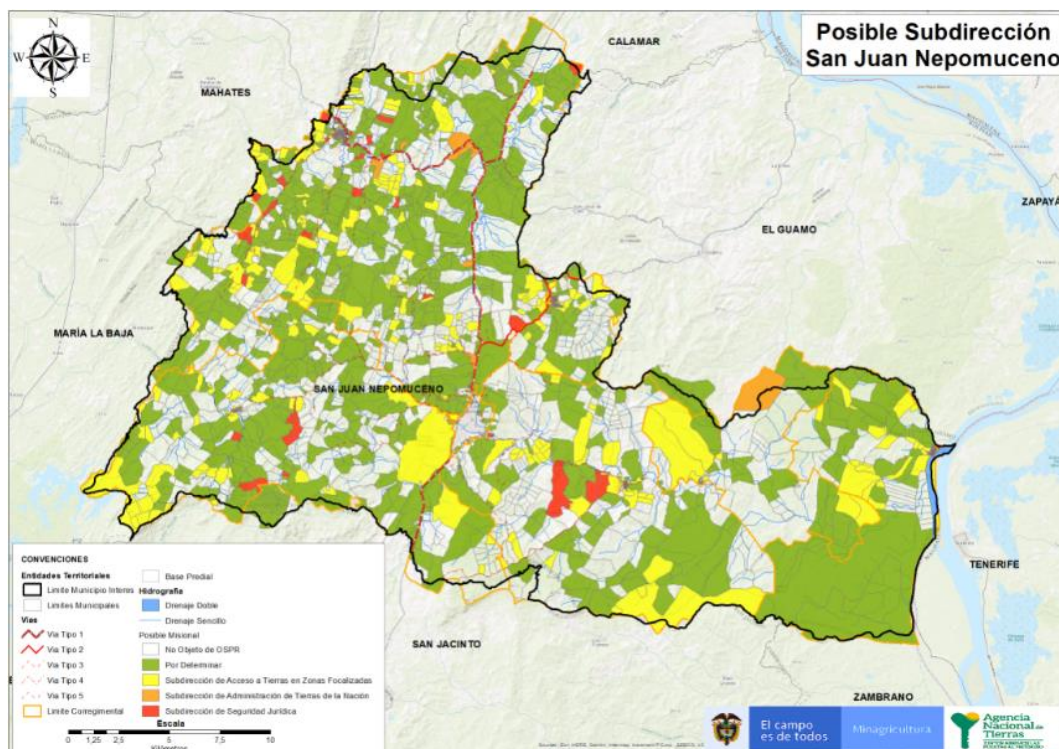 Posible Subdirección
San Juan Nepomuceno
N
W
E
S
CALAMAR
MAHATES
ZAPAYÁ
EL GUAMO
MARÍA LA BAJA
SAN JUAN NEPOMUCENO
TENERIFE
SAN JACINTO
ZAMBRANO
CONVENCIONES
Entidades Territoriales
Limite Municipio Interes
Limites Municipales
Vias
Via Tipo 1
Via Tipo 2
Via Tipo 3
Via Tipo 4
Via Tipo 5
Limite Corregimental
Base Predial
Hidrografia
Drenaje Doble
Drenaje Sencillo
Posible Misional
No Objeto de OSPR
Por Determinar
Subdirección de Acceso a Tierras en Zonas Focalizadas
Subdirección de Administración de Tierras de la Nación
Subdirección de Seguridad Jurídica
Escala
0 1,25 2,5 5 7,5 10
El campo
es de todos
Minagricultura
Agencia
Nacional de
Tierras